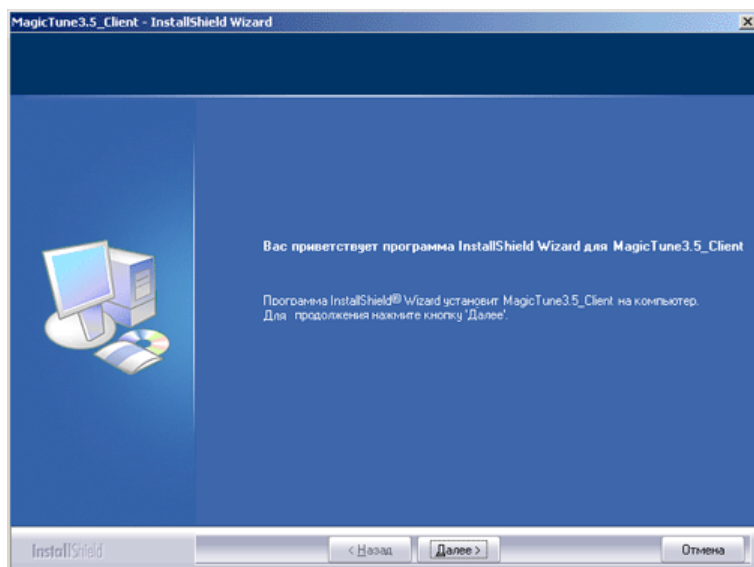 MagicTune3.5_Client - InstallShield Wizard
Вас приветствует программа InstallShield Wizard для MagicTune3.5_Client
Программа InstallShield® Wizard установит MagicTune3.5_Client на компьютер.
Для продолжения нажмите кнопку 'Далее'.
InstallShield
< Назад
Далее >
Отмена